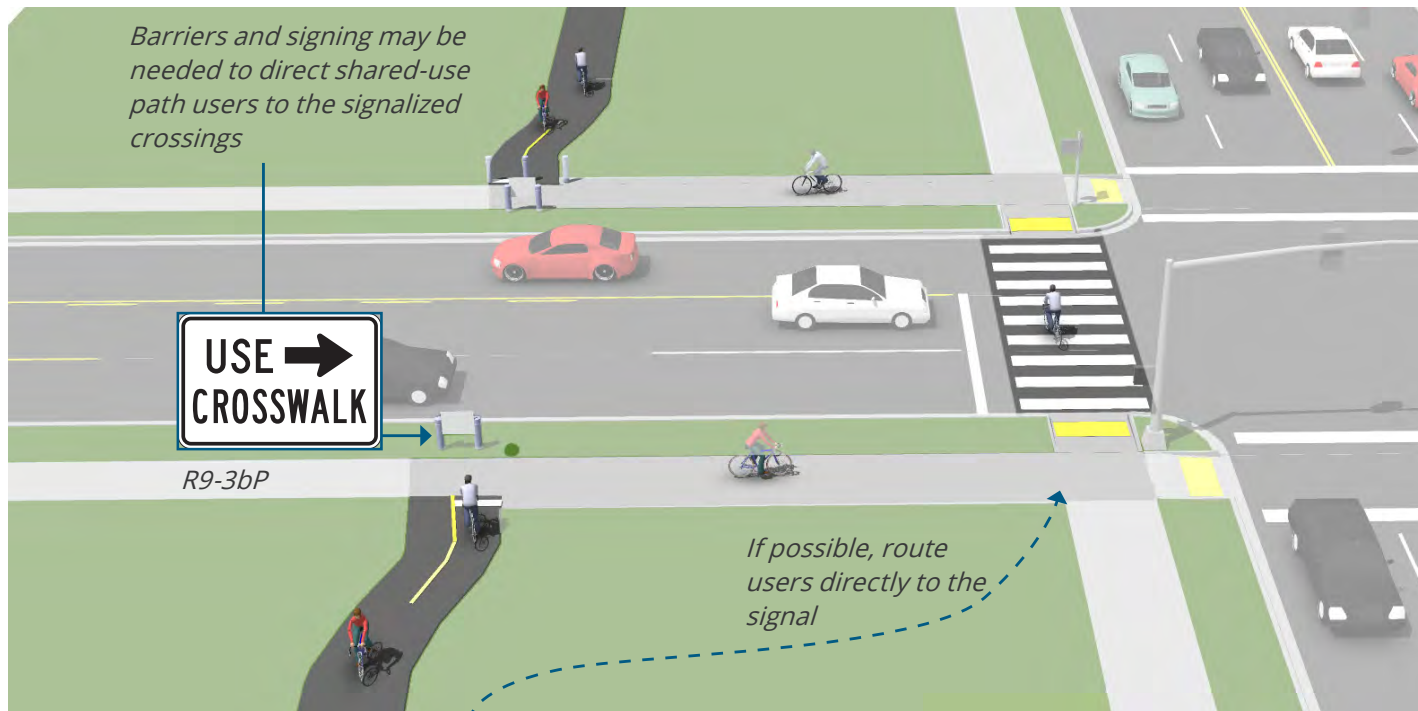 Barriers and signing may be
needed to direct shared-use
path users to the signalized
crossings
USE
CROSSWALK
R9-3bP
If possible, route
users directly to the
signal